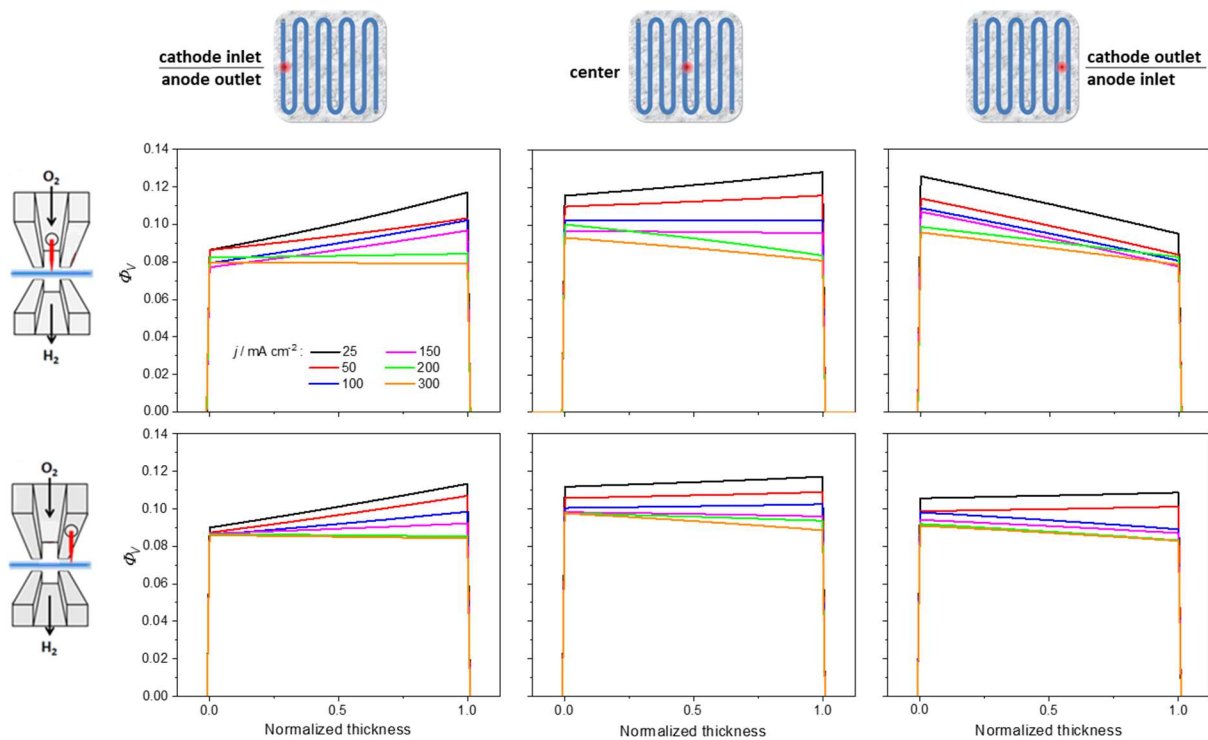 cathode inlet
anode outlet
center
cathode outlet
anode inlet
O2
H2
ΦV
0.14
0.12
0.10
0.08
0.06
0.04
0.02
0.00
j / mA cm-2 :
25
150
50
200
100
300
O2
H2
ΦV
0.14
0.12
0.10
0.08
0.06
0.04
0.02
0.00
0.0 0.5 1.0
0.0 0.5 1.0
0.0 0.5 1.0
Normalized thickness
Normalized thickness
Normalized thickness